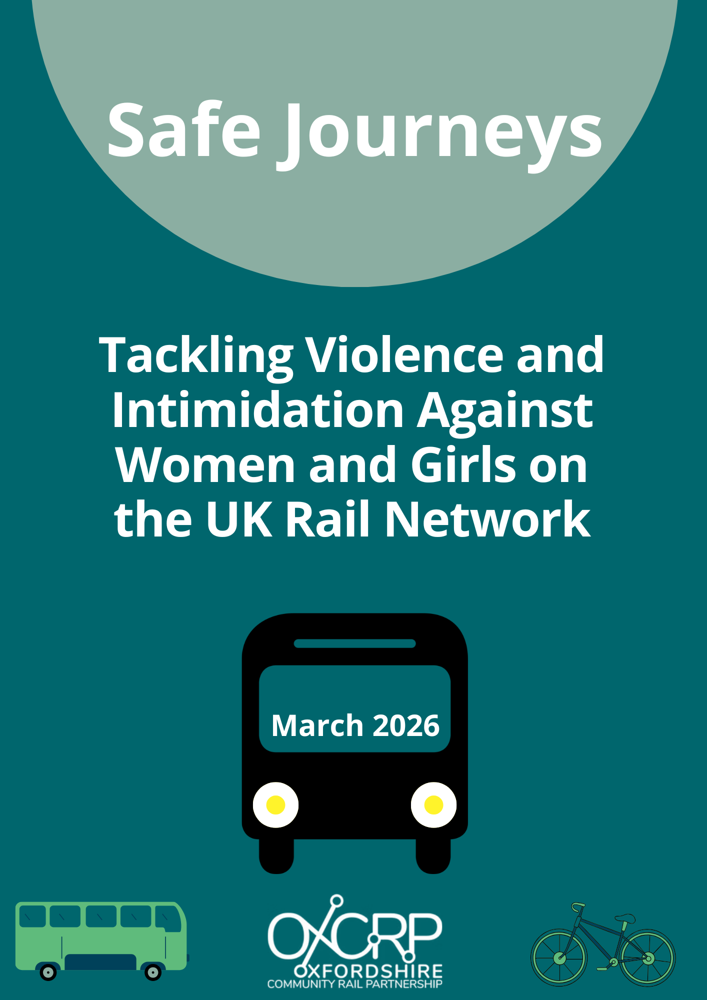 Safe Journeys
Tackling Violence and
Intimidation Against
Women and Girls on
the UK Rail Network
March 2026
OXCRP
OXFORDSHIRE
COMMUNITY RAIL PARTNERSHIP